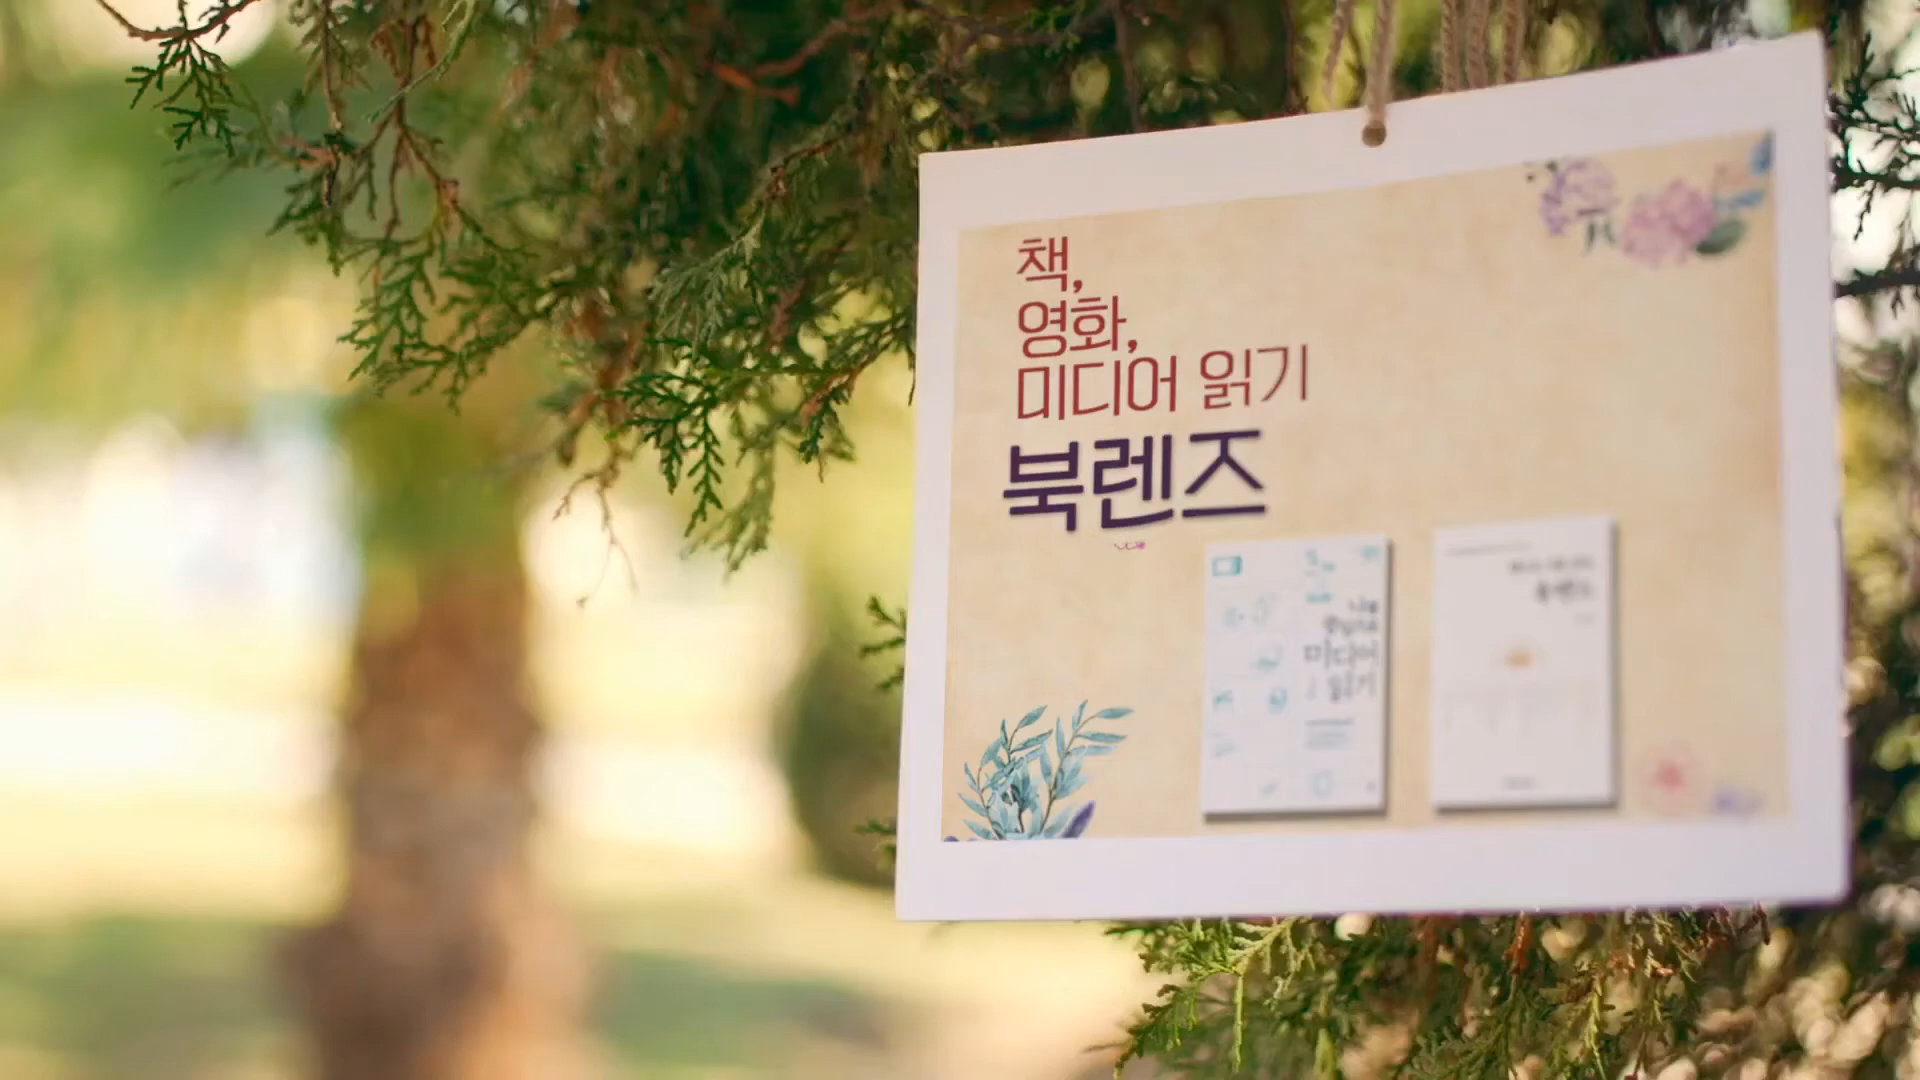 책,
영화,
미디어 읽기
북렌즈
미디어
읽기
북렌즈